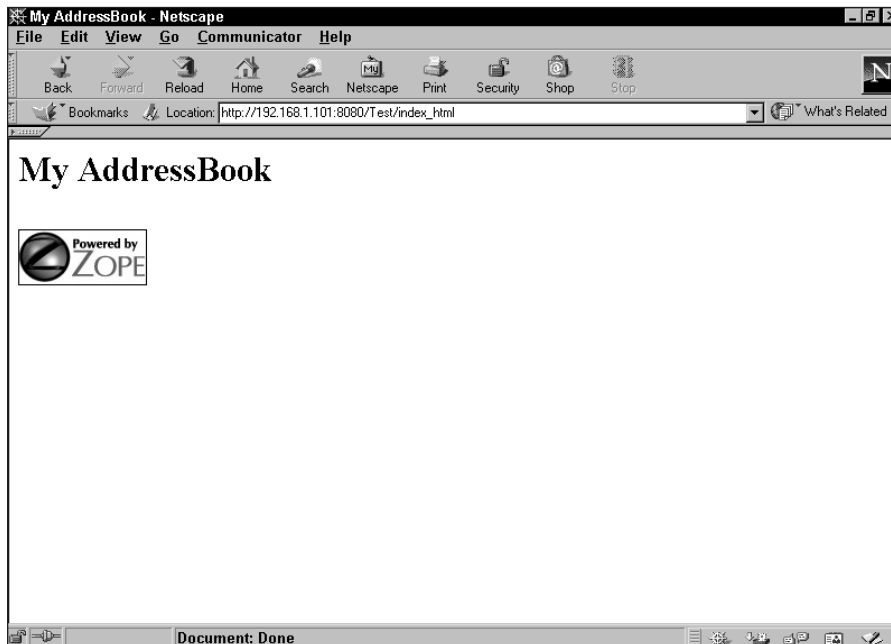 My AddressBook - Netscape
File Edit View Go Communicator Help
My
Back Forward Reload Home Search Netscape Print Security Shop Stop
N
Bookmarks Location: http://192.168.1.101:8080/Test/index_html What's Related
My AddressBook
Powered by
ZOPE
Document: Done